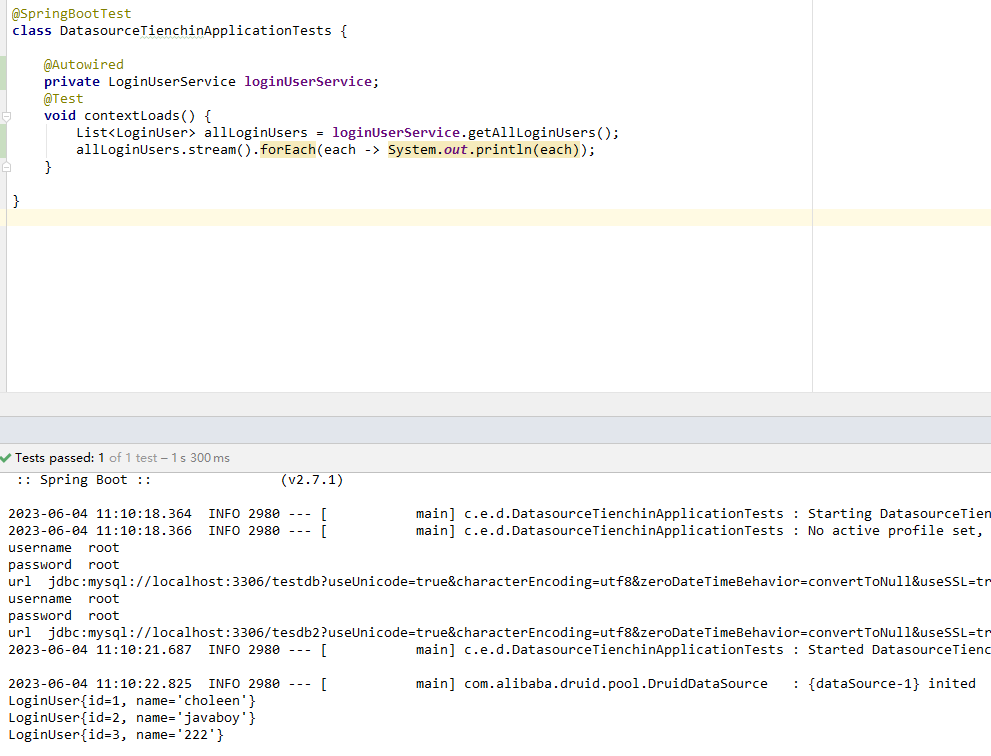 @SpringBootTest
class DatasourceTienchinApplicationTests {
@Autowired
private LoginUserService loginUserService;
@Test
void contextLoads() {
List<LoginUser> allLoginUsers = loginUserService.getAllLoginUsers();
allLoginUsers.stream().forEach(each -> System.out.println(each));
}
}
Tests passed: 1 of 1 test – 1 s 300 ms
:: Spring Boot ::                (v2.7.1)
2023-06-04 11:10:18.364  INFO 2980 --- [           main] c.e.d.DatasourceTienchinApplicationTests : Starting DatasourceTien
2023-06-04 11:10:18.366  INFO 2980 --- [           main] c.e.d.DatasourceTienchinApplicationTests : No active profile set,
username  root
password  root
url  jdbc:mysql://localhost:3306/testdb?useUnicode=true&characterEncoding=utf8&zeroDateTimeBehavior=convertToNull&useSSL=tr
username  root
password  root
url  jdbc:mysql://localhost:3306/tesdb2?useUnicode=true&characterEncoding=utf8&zeroDateTimeBehavior=convertToNull&useSSL=tr
2023-06-04 11:10:21.687  INFO 2980 --- [           main] c.e.d.DatasourceTienchinApplicationTests : Started DatasourceTienc
2023-06-04 11:10:22.825  INFO 2980 --- [           main] com.alibaba.druid.pool.DruidDataSource   : {dataSource-1} inited
LoginUser{id=1, name='choleen'}
LoginUser{id=2, name='javaboy'}
LoginUser{id=3, name='222'}